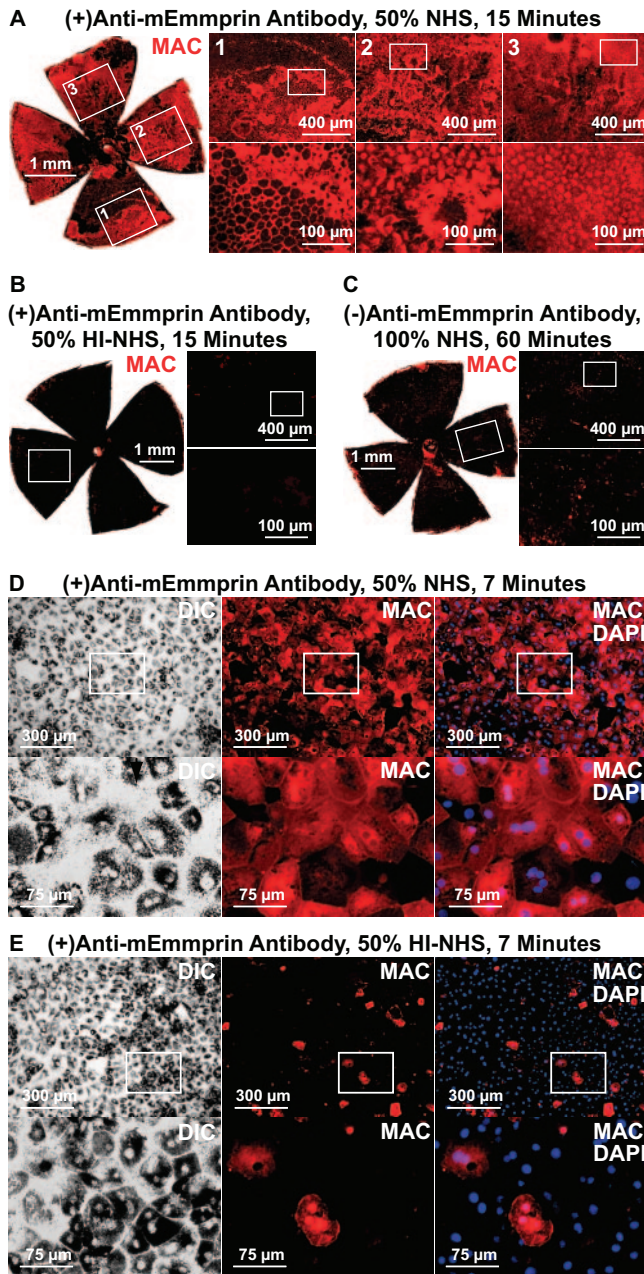 A (+)Anti-mEmmprin Antibody, 50% NHS, 15 Minutes
MAC
3
2
1
1 mm
1
2
3
400 µm
400 µm
400 µm
100 µm
100 µm
100 µm
B
(+)Anti-mEmmprin Antibody,
50% HI-NHS, 15 Minutes
MAC
1 mm
400 µm
100 µm
C
(-)Anti-mEmmprin Antibody,
100% NHS, 60 Minutes
MAC
1 mm
400 µm
100 µm
D (+)Anti-mEmmprin Antibody, 50% NHS, 7 Minutes
DIC
MAC
MAC
DAPI
300 µm
300 µm
300 µm
DIC
MAC
MAC
DAPI
75 µm
75 µm
75 µm
E (+)Anti-mEmmprin Antibody, 50% HI-NHS, 7 Minutes
DIC
MAC
MAC
DAPI
300 µm
300 µm
300 µm
DIC
MAC
MAC
DAPI
75 µm
75 µm
75 µm